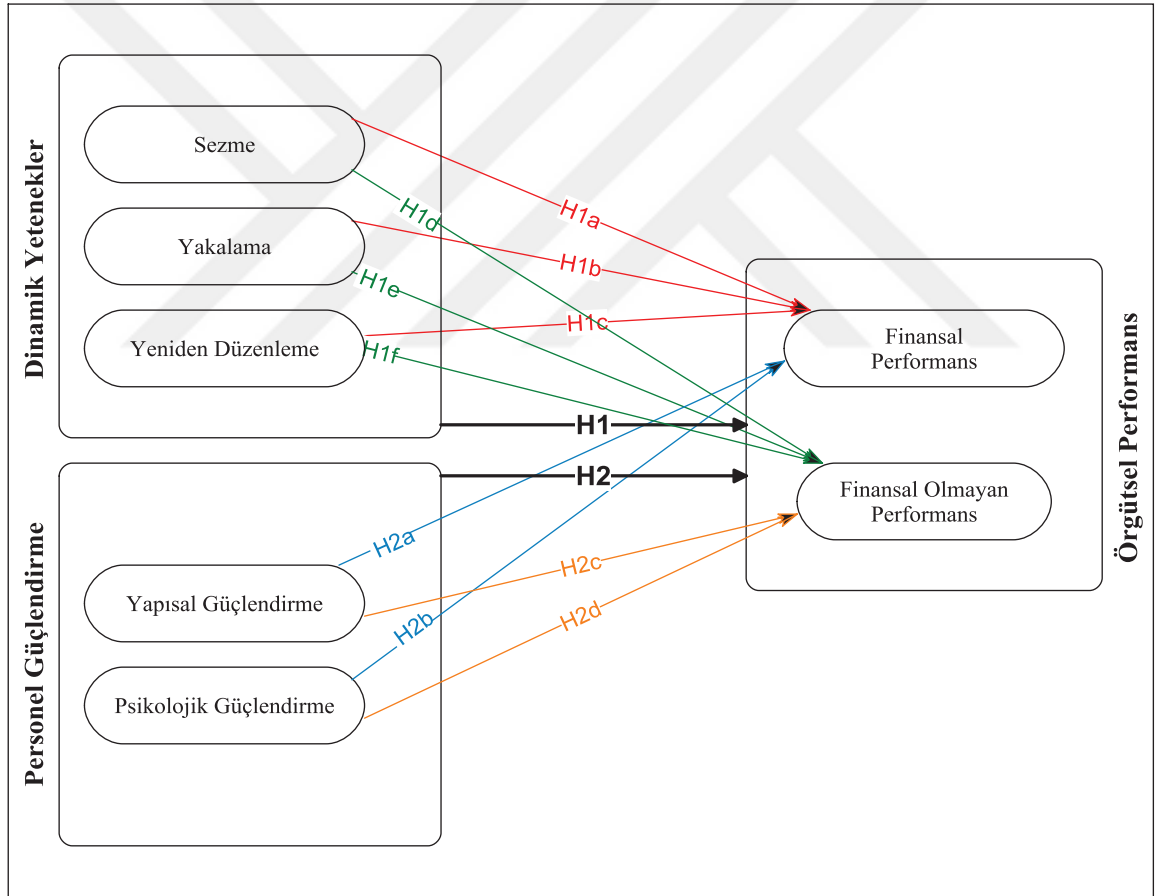 Dinamik Yetenekler
Sezme
Yakalama
Yeniden Düzenleme
H1a
H1b
H1c
H1d
H1e
H1f
H1
H2
Personel Güçlendirme
Yapısal Güçlendirme
Psikolojik Güçlendirme
H2a
H2b
H2c
H2d
Örgütsel Performans
Finansal
Performans
Finansal Olmayan
Performans